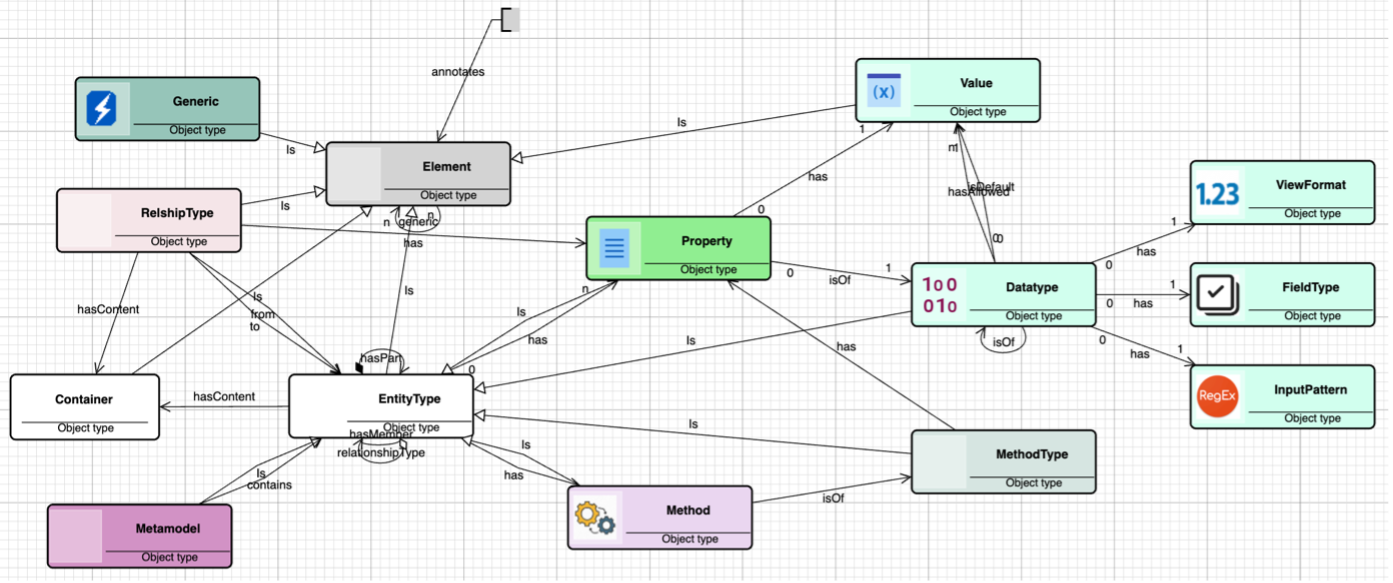 annotates
Value
(x)
Object type
Generic
Object type
Is
Is
1
Element
Object type
n1
has
isDefault
hasAllowed
ViewFormat
1.23
Object type
RelshipType
Object type
Is
n
generic
n
has
0
Property
Object type
00
1
has
0
0
isOf
1
Datatype
100
010
Object type
0
has
1
FieldType
Object type
hasContent
Is
from
to
Is
n
Is
has
isOf
0
has
1
Is
has
hasPart
0
InputPattern
RegEx
Object type
Container
Object type
hasContent
EntityType
Object type
hasMember
relationshipType
Is
Is
has
MethodType
Object type
Is
contains
isOf
Method
Object type
Metamodel
Object type